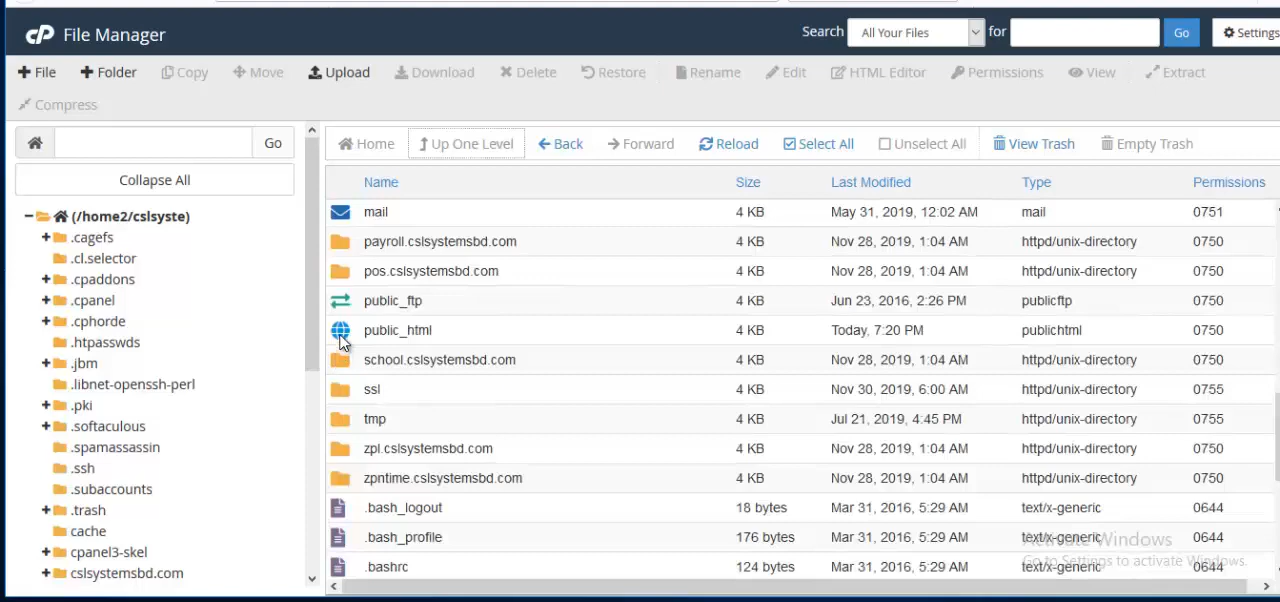 cP File Manager Search All Your Files for Go Settings
File Folder Copy Move Upload Download Delete Restore Rename Edit HTML Editor Permissions View Extract
Compress
Go Home Up One Level Back Forward Reload Select All Unselect All View Trash Empty Trash
Collapse All
(/home2/cslsyste)
.cagefs
.cl.selector
.cpaddons
.cpanel
.cphorde
.htpasswds
.jbm
.libnet-openssh-perl
.pki
.softaculous
.spamassassin
.ssh
.subaccounts
.trash
cache
cpanel3-skel
cslsystemsbd.com
Name Size Last Modified Type Permissions
mail 4 KB May 31, 2019, 12:02 AM mail 0751
payroll.cslsystemsbd.com 4 KB Nov 28, 2019, 1:04 AM httpd/unix-directory 0750
pos.cslsystemsbd.com 4 KB Nov 28, 2019, 1:04 AM httpd/unix-directory 0750
public_ftp 4 KB Jun 23, 2016, 2:26 PM publicftp 0750
public_html 4 KB Today, 7:20 PM publichtml 0750
school.cslsystemsbd.com 4 KB Nov 28, 2019, 1:04 AM httpd/unix-directory 0750
ssl 4 KB Nov 30, 2019, 6:00 AM httpd/unix-directory 0755
tmp 4 KB Jul 21, 2019, 4:45 PM httpd/unix-directory 0755
zpl.cslsystemsbd.com 4 KB Nov 28, 2019, 1:04 AM httpd/unix-directory 0750
zpntime.cslsystemsbd.com 4 KB Nov 28, 2019, 1:04 AM httpd/unix-directory 0750
.bash_logout 18 bytes Mar 31, 2016, 5:29 AM text/x-generic 0644
.bash_profile 176 bytes Mar 31, 2016, 5:29 AM text/x-generic 0644
.bashrc 124 bytes Mar 31, 2016, 5:29 AM text/x-generic 0644
Activate Windows
Go to Settings to activate Windows.